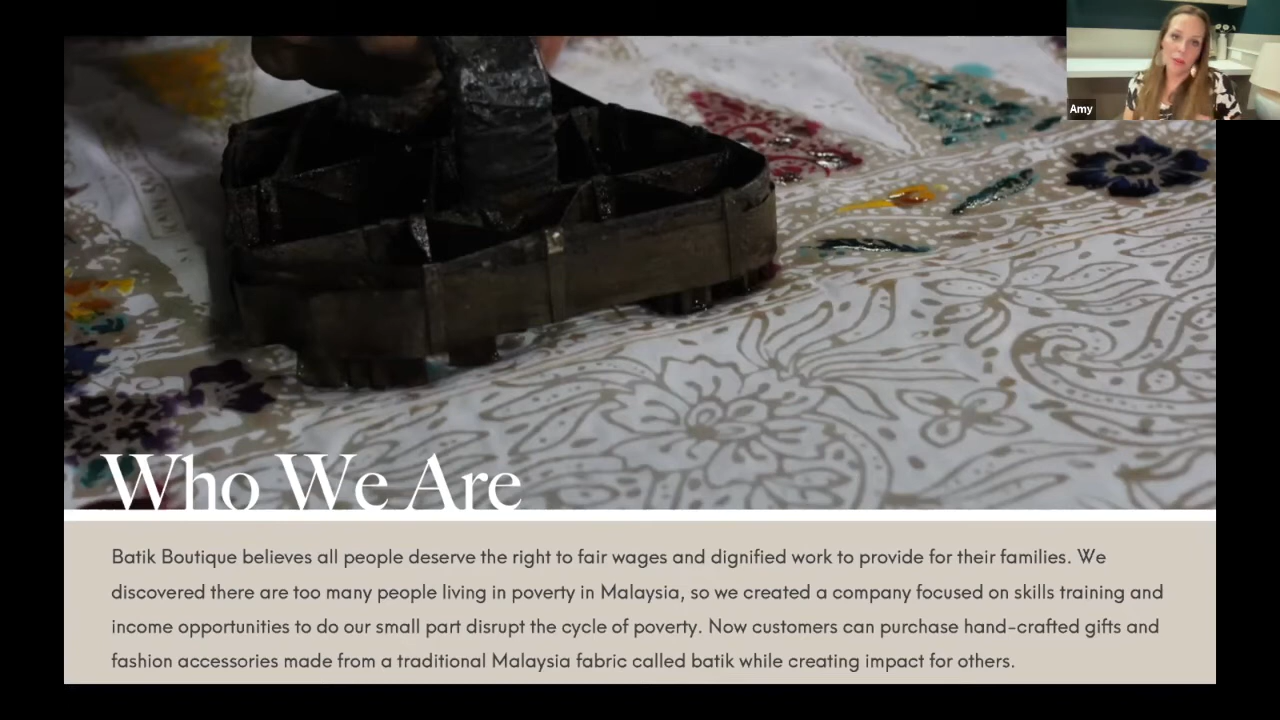 Amy
Who We Are
Batik Boutique believes all people deserve the right to fair wages and dignified work to provide for their families. We
discovered there are too many people living in poverty in Malaysia, so we created a company focused on skills training and
income opportunities to do our small part disrupt the cycle of poverty. Now customers can purchase hand-crafted gifts and
fashion accessories made from a traditional Malaysia fabric called batik while creating impact for others.